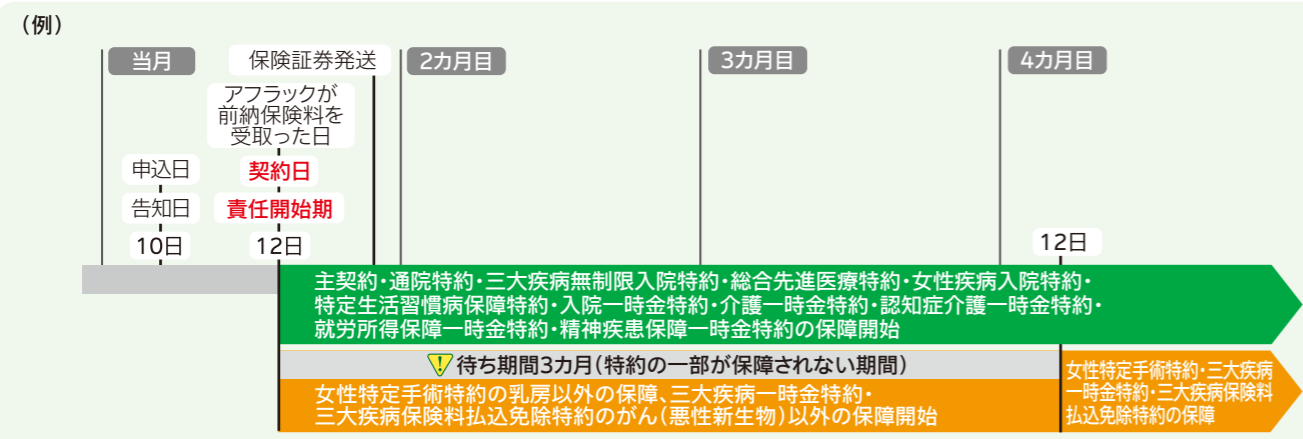 （例）
当月
保険証券発送
2カ月目
3カ月目
4カ月目
アフラックが
前納保険料を
受取った日
申込日
契約日
告知日
責任開始期
10日
12日
12日
主契約・通院特約・三大疾病無制限入院特約・総合先進医療特約・女性疾病入院特約・
特定生活習慣病保障特約・入院一時金特約・介護一時金特約・認知症介護一時金特約・
就労所得保障一時金特約・精神疾患保障一時金特約の保障開始
待ち期間3カ月（特約の一部が保障されない期間）
女性特定手術特約の乳房以外の保障、三大疾病一時金特約・
三大疾病保険料払込免除特約のがん（悪性新生物）以外の保障開始
女性特定手術特約・三大疾病
一時金特約・三大疾病保険料
払込免除特約の保障